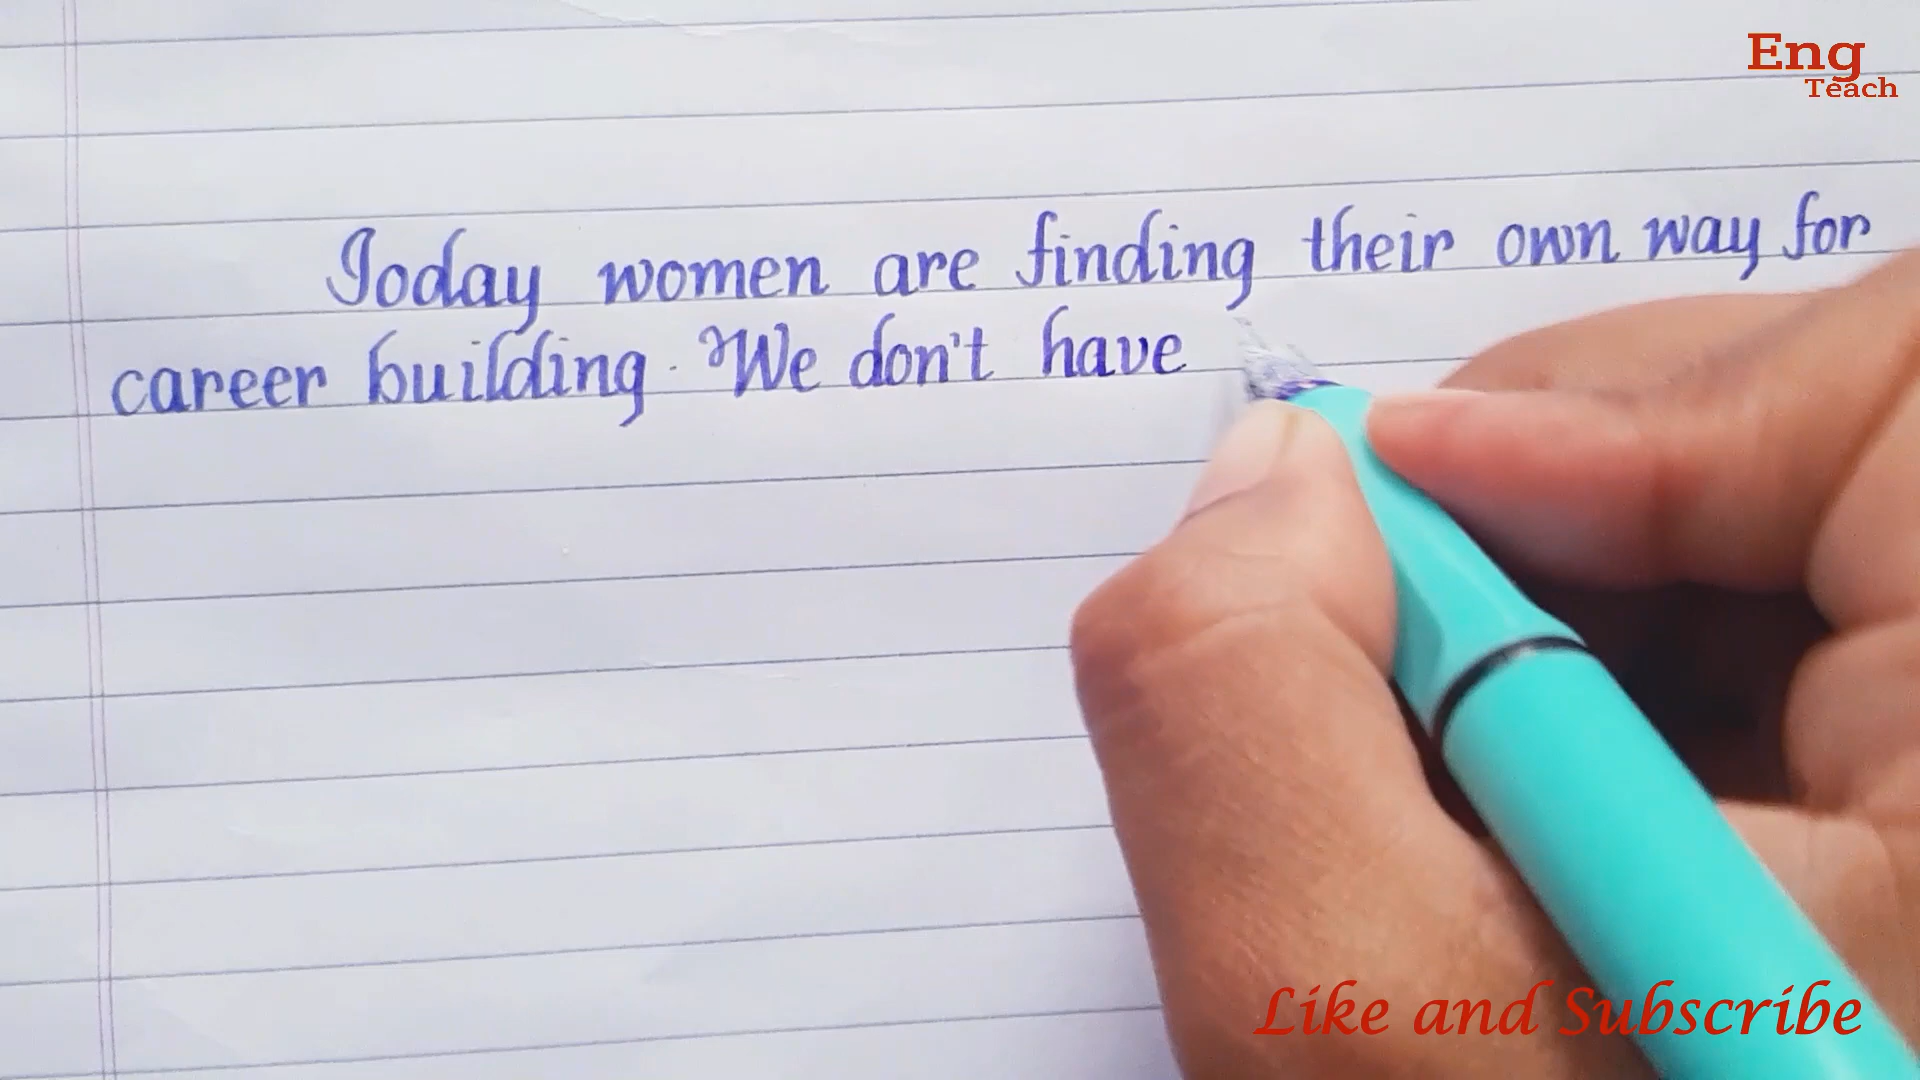 Eng
Teach
Today women are finding their own way for
career building. We don't have
Like and Subscribe